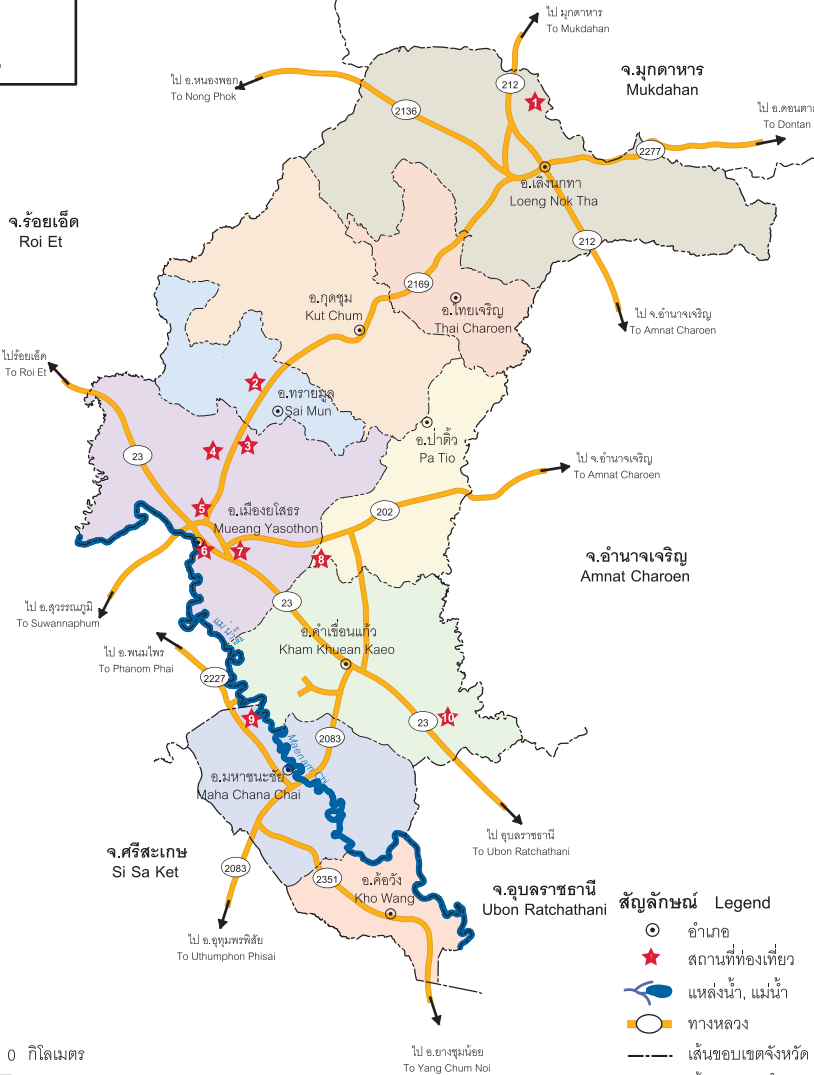 ไป มุกดาหาร
To Mukdahan
จ.มุกดาหาร
Mukdahan
ไป อ.หนองพอก
To Nong Phok
212
1
2136
ไป อ.ดอนตาล
To Dontan
2277
อ.เลิงนกทา
Loeng Nok Tha
จ.ร้อยเอ็ด
Roi Et
212
2169
อ.กุดชุม
Kut Chum
อ.ไทยเจริญ
Thai Charoen
ไป จ.อำนาจเจริญ
To Amnat Charoen
ไปร้อยเอ็ด
To Roi Et
2
อ.ทรายมูล
Sai Mun
อ.ป่าติ้ว
Pa Tio
3
4
23
ไป จ.อำนาจเจริญ
To Amnat Charoen
5
อ.เมืองยโสธร
Mueang Yasothon
202
6
7
8
จ.อำนาจเจริญ
Amnat Charoen
ไป อ.สุวรรณภูมิ
To Suwannaphum
23
แม่น้ำชี
อ.คำเขื่อนแก้ว
Kham Khuean Kaeo
ไป อ.พนมไพร
To Phanom Phai
2227
9
10
23
2083
Maenam Chi
อ.มหาชนะชัย
Maha Chana Chai
ไป อุบลราชธานี
To Ubon Ratchathani
จ.ศรีสะเกษ
Si Sa Ket
2083
2351
อ.ค้อวัง
Kho Wang
จ.อุบลราชธานี
Ubon Ratchathani
ไป อ.อุทุมพรพิสัย
To Uthumphon Phisai
สัญลักษณ์ Legend
อำเภอ
สถานที่ท่องเที่ยว
แหล่งน้ำ, แม่น้ำ
ทางหลวง
เส้นขอบเขตจังหวัด
0 กิโลเมตร
ไป อ.ยางชุมน้อย
To Yang Chum Noi